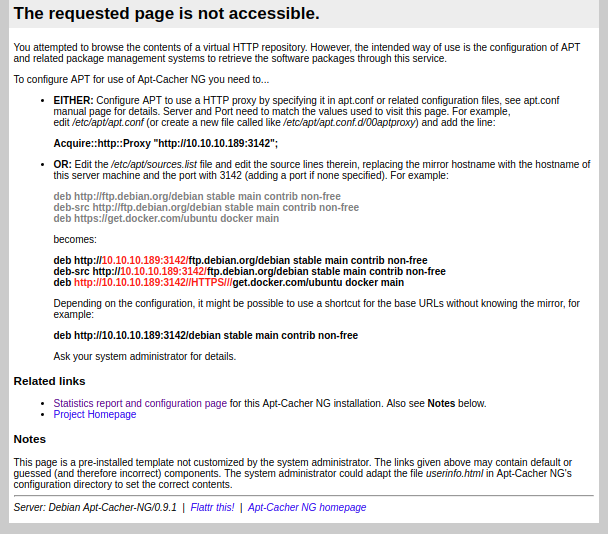 The requested page is not accessible.
You attempted to browse the contents of a virtual HTTP repository. However, the intended way of use is the configuration of APT
and related package management systems to retrieve the software packages through this service.
To configure APT for use of Apt-Cacher NG you need to...
• EITHER: Configure APT to use a HTTP proxy by specifying it in apt.conf or related configuration files, see apt.conf
manual page for details. Server and Port need to match the values used to visit this page. For example,
edit /etc/apt/apt.conf (or create a new file called like /etc/apt/apt.conf.d/00aptproxy) and add the line:
Acquire::http::Proxy "http://10.10.10.189:3142";
• OR: Edit the /etc/apt/sources.list file and edit the source lines therein, replacing the mirror hostname with the hostname of
this server machine and the port with 3142 (adding a port if none specified). For example:
deb http://ftp.debian.org/debian stable main contrib non-free
deb-src http://ftp.debian.org/debian stable main contrib non-free
deb https://get.docker.com/ubuntu docker main
becomes:
deb http://10.10.10.189:3142/ftp.debian.org/debian stable main contrib non-free
deb-src http://10.10.10.189:3142/ftp.debian.org/debian stable main contrib non-free
deb http://10.10.10.189:3142//HTTPS///get.docker.com/ubuntu docker main
Depending on the configuration, it might be possible to use a shortcut for the base URLs without knowing the mirror, for
example:
deb http://10.10.10.189:3142/debian stable main contrib non-free
Ask your system administrator for details.
Related links
• Statistics report and configuration page for this Apt-Cacher NG installation. Also see Notes below.
• Project Homepage
Notes
This page is a pre-installed template not customized by the system administrator. The links given above may contain default or
guessed (and therefore incorrect) components. The system administrator could adapt the file userinfo.html in Apt-Cacher NG's
configuration directory to set the correct contents.
Server: Debian Apt-Cacher-NG/0.9.1 | Flattr this! | Apt-Cacher NG homepage